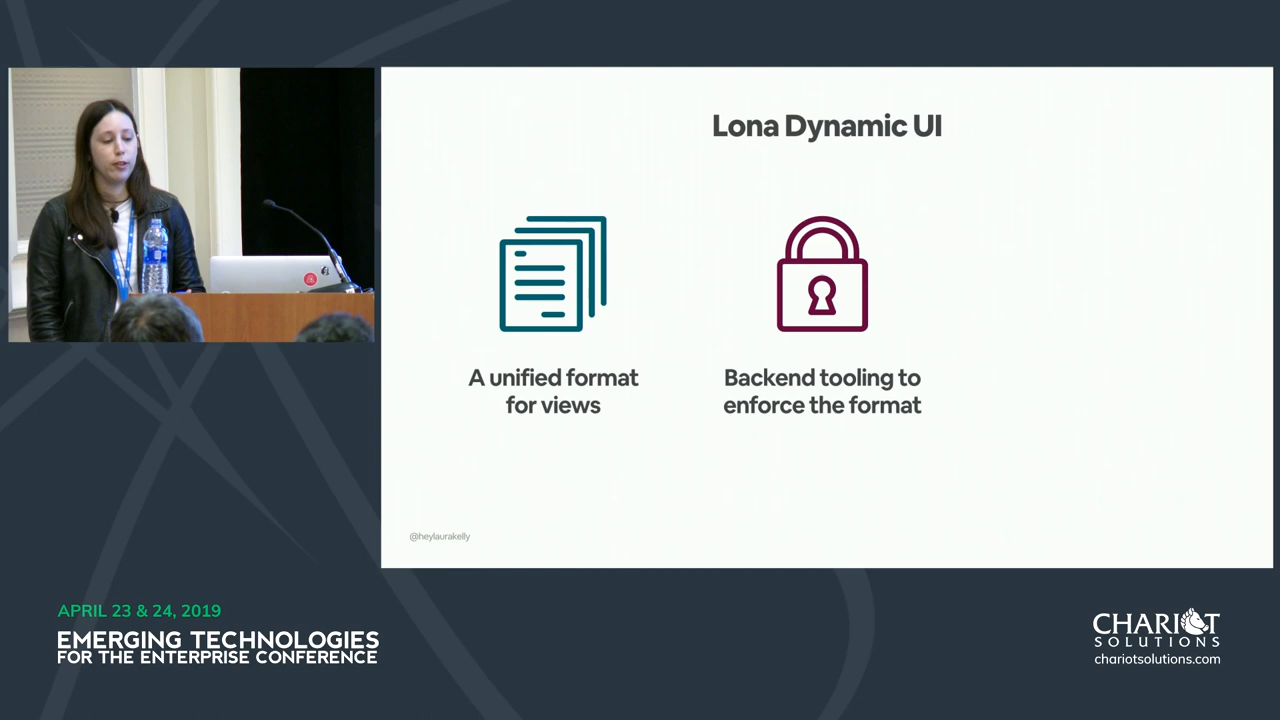 Lona Dynamic UI
A unified format
for views
Backend tooling to
enforce the format
@heylaurakelly
APRIL 23 & 24, 2019
EMERGING TECHNOLOGIES
FOR THE ENTERPRISE CONFERENCE
CHARIOT
SOLUTIONS
chariotsolutions.com